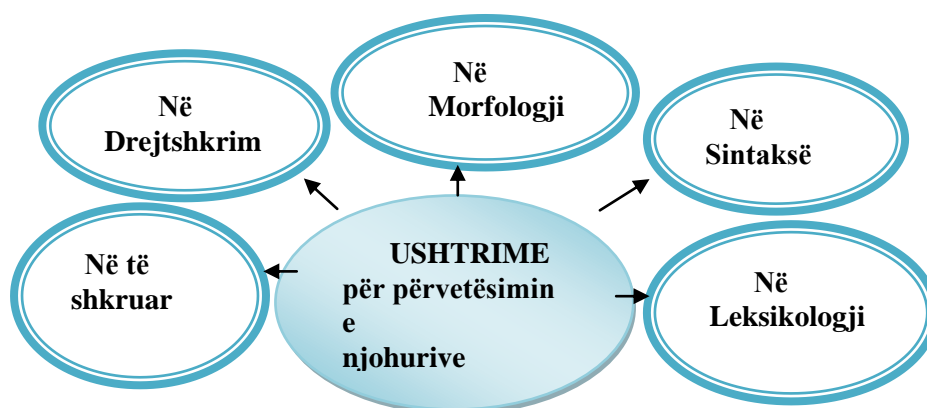 Në
Drejtshkrim
Në
Morfologji
Në
Sintaksë
Në të
shkruar
USHTRIME
për përvetësimin
e
njohurive
Në
Leksikologji